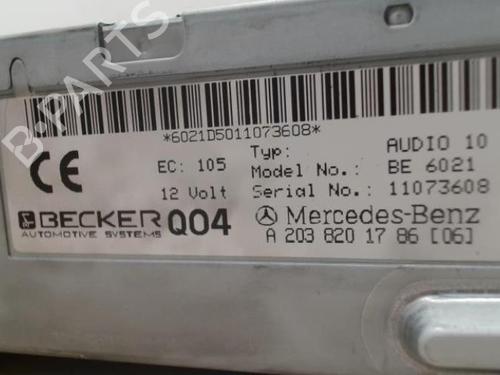 B-PARTS
*6021D5011073608*
CE
EC: 105
Typ: AUDIO 10
Model No.: BE 6021
12 Volt
Serial No.: 11073608
BECKER
AUTOMOTIVE SYSTEMS
Q04
Mercedes-Benz
A 203 820 17 86 [06]